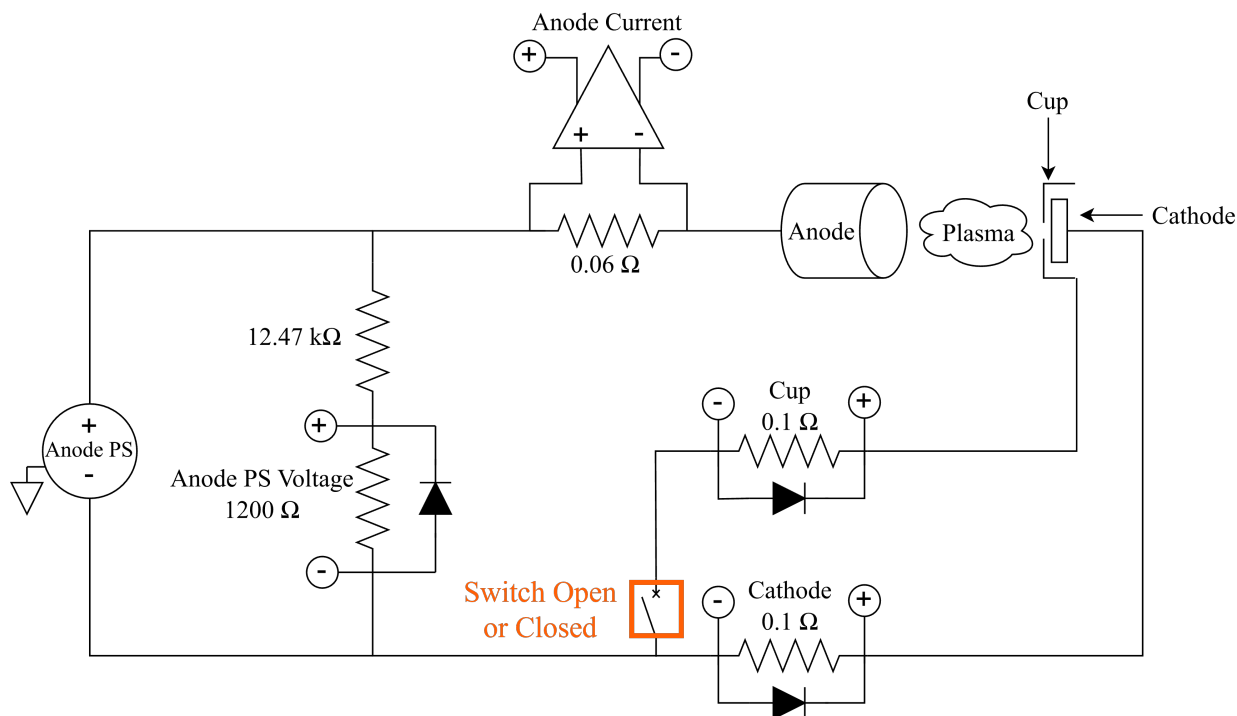 Anode Current
+
-
+
-
Cup
Cathode
Anode
Plasma
0.06 Ω
12.47 kΩ
+
Anode PS
-
+
Anode PS Voltage
1200 Ω
-
Cup
0.1 Ω
-
+
Switch Open
or Closed
Cathode
0.1 Ω
-
+